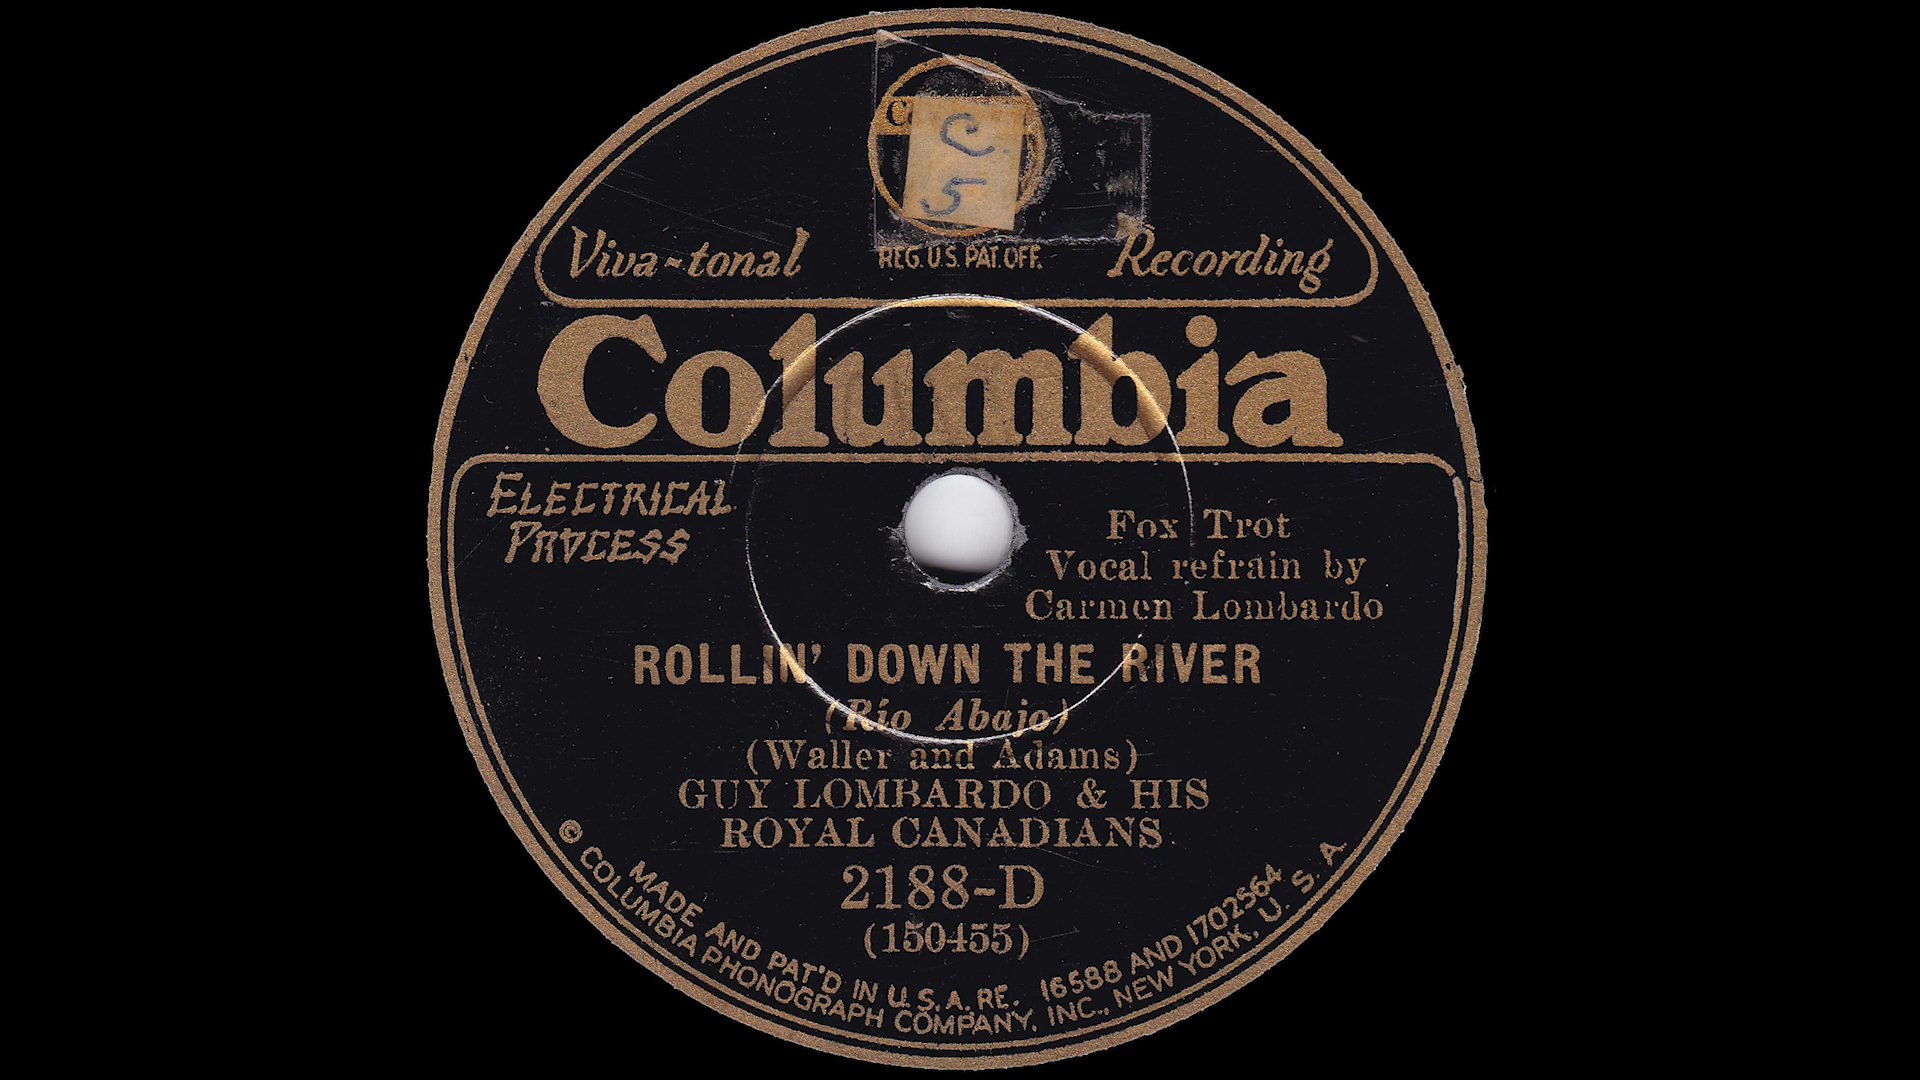 C
5
Viva-tonal
REG. U.S. PAT. OFF.
Recording
Columbia
ELECTRICAL
PROCESS
Fox Trot
Vocal refrain by
Carmen Lombardo
ROLLIN' DOWN THE RIVER
(Río Abajo)
(Waller and Adams)
GUY LOMBARDO & HIS
ROYAL CANADIANS
2188-D
(150455)
MADE AND PAT'D IN U.S.A. RE. 16588 AND 1702564
© COLUMBIA PHONOGRAPH COMPANY, INC., NEW YORK, U. S. A.